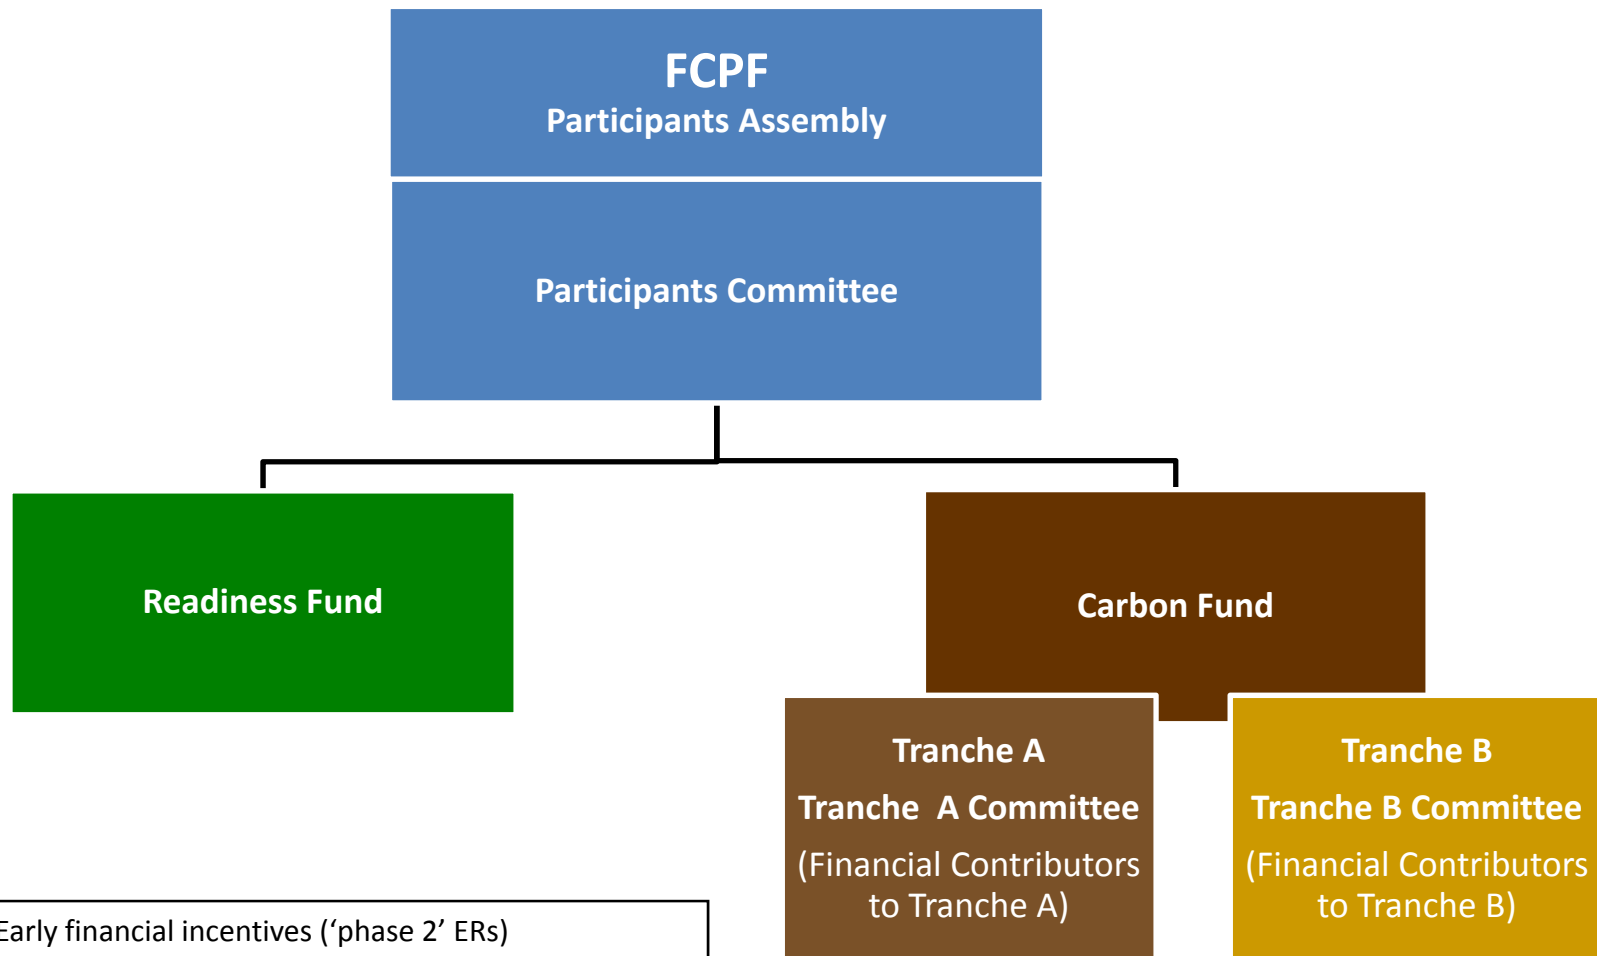 FCPF
Participants Assembly
Participants Committee
Readiness Fund
Carbon Fund
Tranche A
Tranche  A Committee
(Financial Contributors
to Tranche A)
Tranche B
Tranche B Committee
(Financial Contributors
to Tranche B)
Early financial incentives (‘phase 2’ ERs)